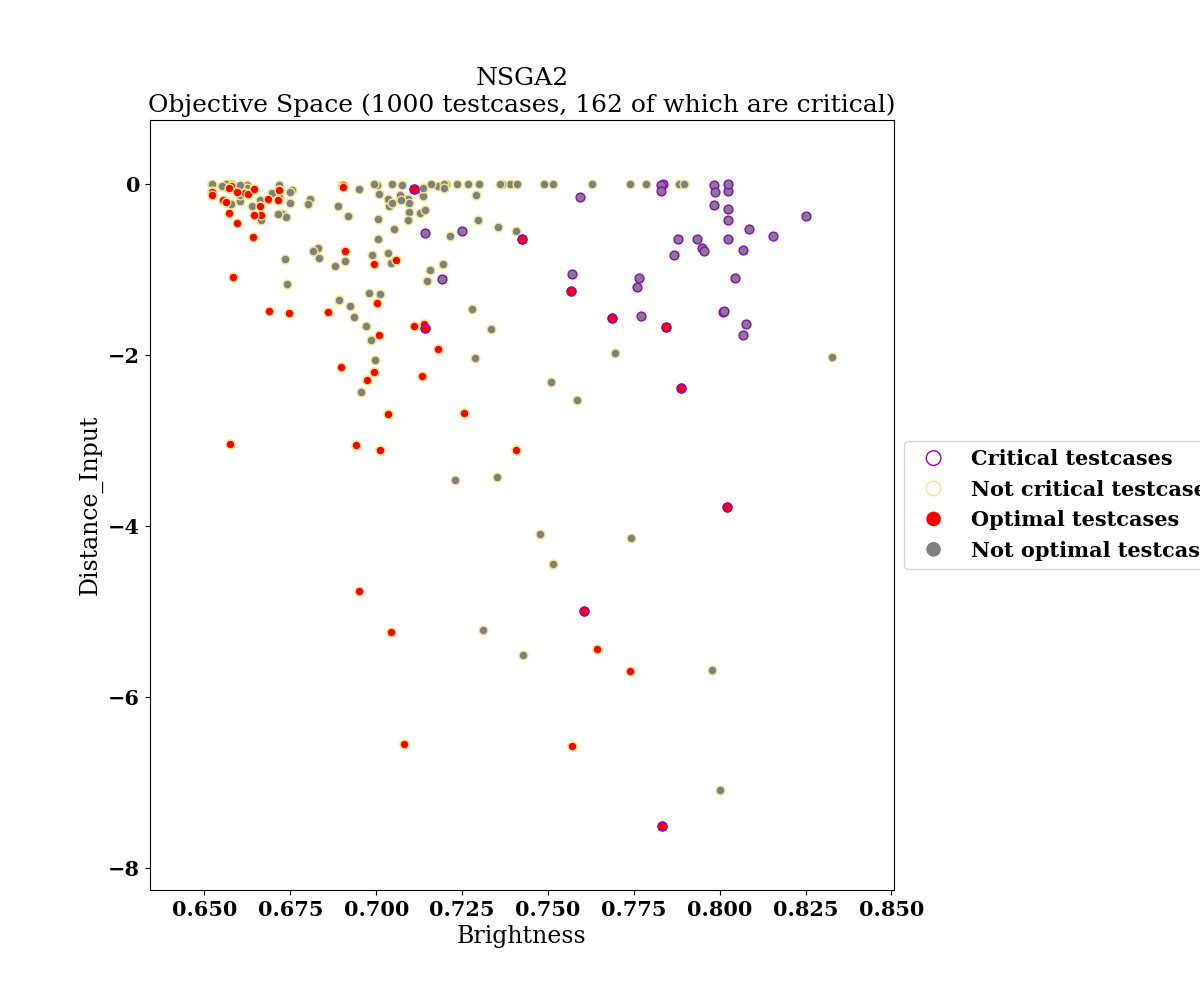 NSGA2
Objective Space (1000 testcases, 162 of which are critical)
0
−2
−4
−6
−8
Distance_Input
0.650 0.675 0.700 0.725 0.750 0.775 0.800 0.825 0.850
Brightness
Critical testcases
Not critical testcase
Optimal testcases
Not optimal testcas